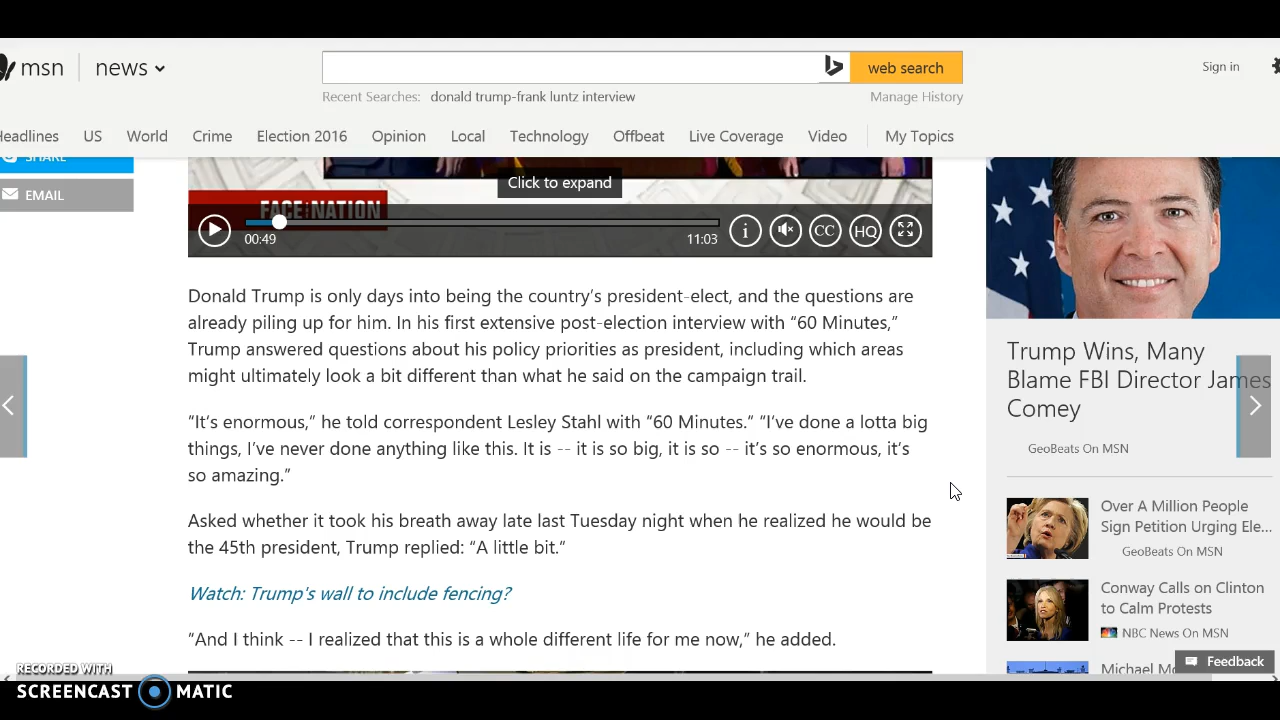 msn
news
web search
Sign in
Recent Searches: donald trump-frank luntz interview
Manage History
Headlines US World Crime Election 2016 Opinion Local Technology Offbeat Live Coverage Video My Topics
SHARE
EMAIL
Click to expand
FACE THE NATION
00:49
11:03
i
CC
HQ
Donald Trump is only days into being the country's president-elect, and the questions are
already piling up for him. In his first extensive post-election interview with “60 Minutes,”
Trump answered questions about his policy priorities as president, including which areas
might ultimately look a bit different than what he said on the campaign trail.
“It's enormous,” he told correspondent Lesley Stahl with “60 Minutes.” “I've done a lotta big
things, I've never done anything like this. It is -- it is so big, it is so -- it's so enormous, it's
so amazing.”
Asked whether it took his breath away late last Tuesday night when he realized he would be
the 45th president, Trump replied: “A little bit.”
Watch: Trump's wall to include fencing?
“And I think -- I realized that this is a whole different life for me now,” he added.
Trump Wins, Many
Blame FBI Director James
Comey
GeoBeats On MSN
Over A Million People
Sign Petition Urging Ele...
GeoBeats On MSN
Conway Calls on Clinton
to Calm Protests
NBC News On MSN
Michael
Feedback
RECORDED WITH
SCREENCAST MATIC